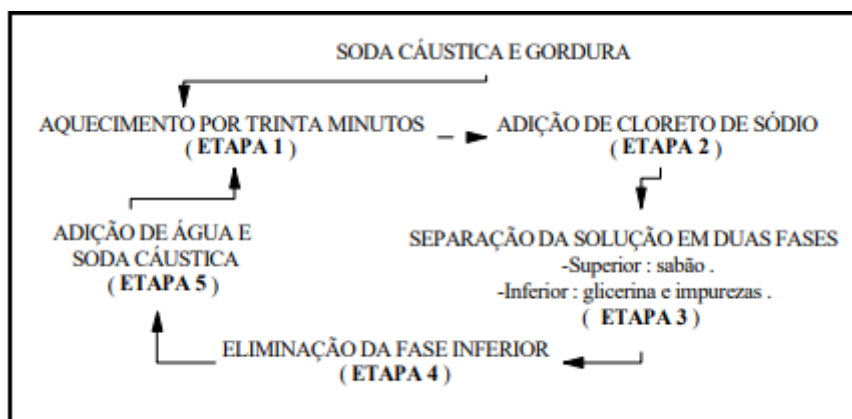 SODA CÁUSTICA E GORDURA
AQUECIMENTO POR TRINTA MINUTOS
( ETAPA 1 )
ADIÇÃO DE CLORETO DE SÓDIO
( ETAPA 2 )
SEPARAÇÃO DA SOLUÇÃO EM DUAS FASES
-Superior : sabão .
-Inferior : glicerina e impurezas .
( ETAPA 3 )
ELIMINAÇÃO DA FASE INFERIOR
( ETAPA 4 )
ADIÇÃO DE ÁGUA E
SODA CÁUSTICA
( ETAPA 5 )